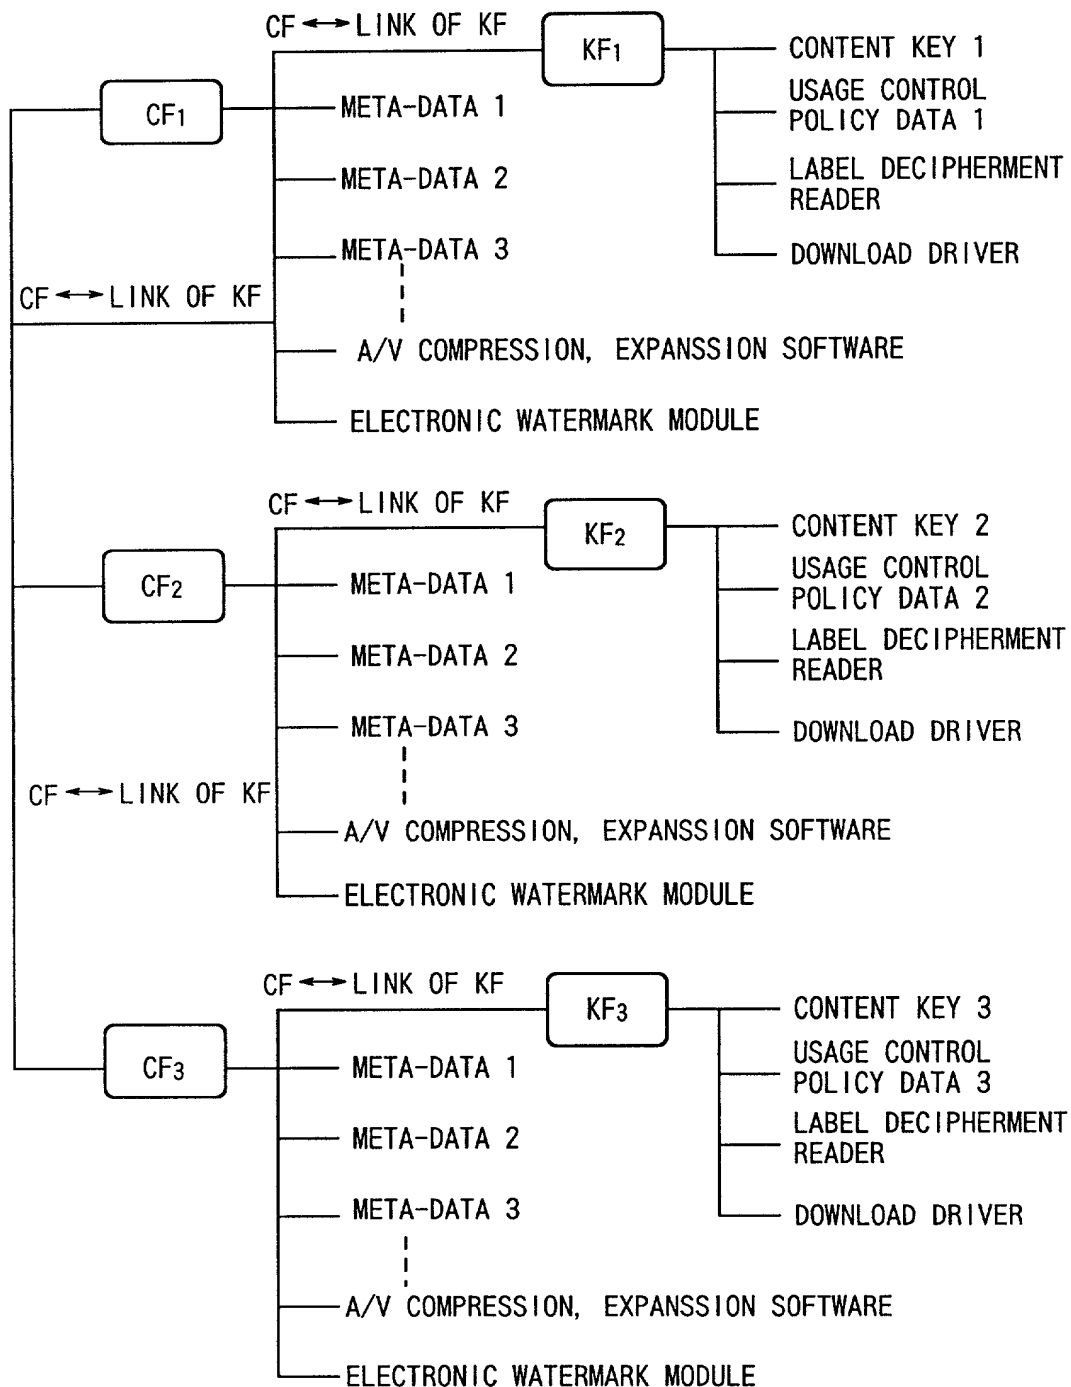 CF ↔ LINK OF KF
KF1
CONTENT KEY 1
USAGE CONTROL
POLICY DATA 1
LABEL DECIPHERMENT
READER
DOWNLOAD DRIVER
CF1
META-DATA 1
META-DATA 2
META-DATA 3
CF ↔ LINK OF KF
A/V COMPRESSION, EXPANSSION SOFTWARE
ELECTRONIC WATERMARK MODULE
CF ↔ LINK OF KF
KF2
CONTENT KEY 2
USAGE CONTROL
POLICY DATA 2
LABEL DECIPHERMENT
READER
DOWNLOAD DRIVER
CF2
META-DATA 1
META-DATA 2
META-DATA 3
CF ↔ LINK OF KF
A/V COMPRESSION, EXPANSSION SOFTWARE
ELECTRONIC WATERMARK MODULE
CF ↔ LINK OF KF
KF3
CONTENT KEY 3
USAGE CONTROL
POLICY DATA 3
LABEL DECIPHERMENT
READER
DOWNLOAD DRIVER
CF3
META-DATA 1
META-DATA 2
META-DATA 3
A/V COMPRESSION, EXPANSSION SOFTWARE
ELECTRONIC WATERMARK MODULE